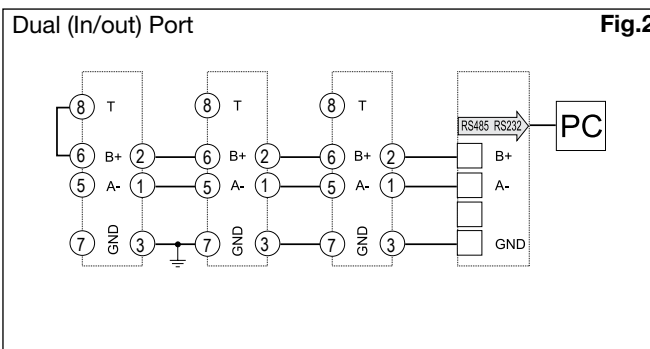 Dual (In/out) Port Fig.2
8 T 8 T 8 T
RS485 RS232 PC
6 B+ 2 6 B+ 2 6 B+ 2 B+
5 A- 1 5 A- 1 5 A- 1 A-
7 GND 3 7 GND 3 7 GND 3 GND